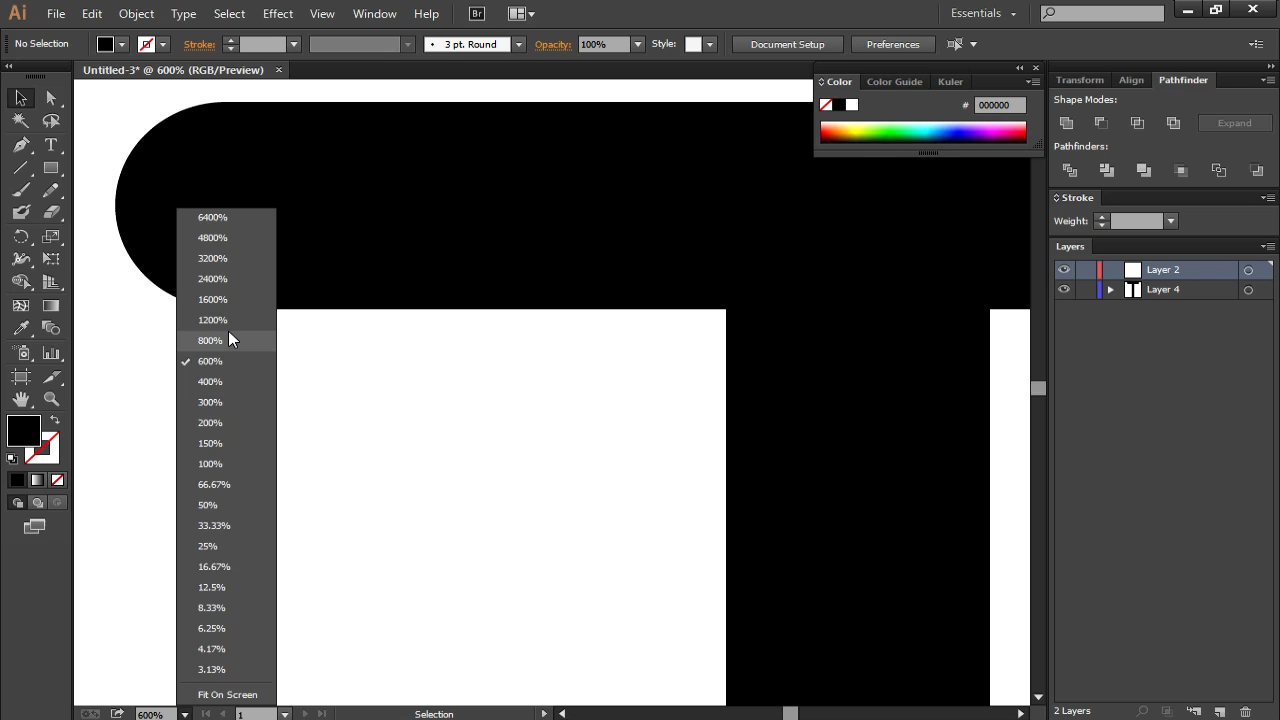 Ai File Edit Object Type Select Effect View Window Help Br Essentials
No Selection Stroke: 3 pt. Round Opacity: 100% Style: Document Setup Preferences
Untitled-3* @ 600% (RGB/Preview)
Color Color Guide Kuler
# 000000
Transform Align Pathfinder
Shape Modes:
Expand
Pathfinders:
Stroke
Weight:
Layers
Layer 2
Layer 4
6400%
4800%
3200%
2400%
1600%
1200%
800%
600%
400%
300%
200%
150%
100%
66.67%
50%
33.33%
25%
16.67%
12.5%
8.33%
6.25%
4.17%
3.13%
Fit On Screen
600% 1 Selection
2 Layers